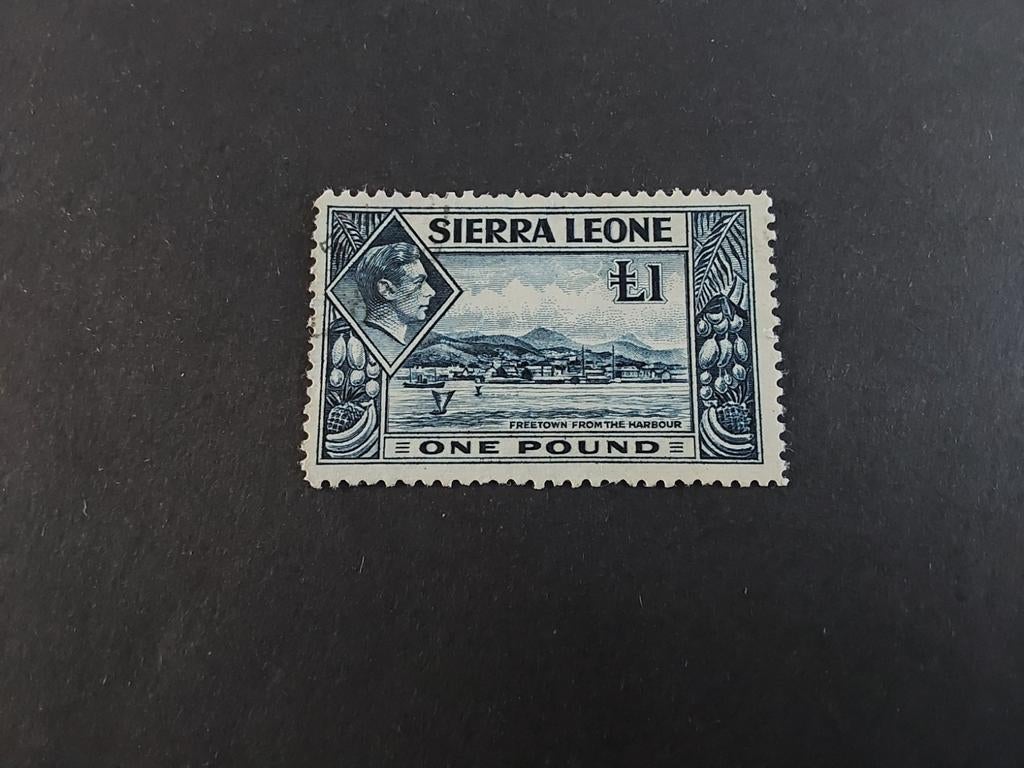 SIERRA LEONE
£1
FREETOWN FROM THE HARBOUR
ONE POUND